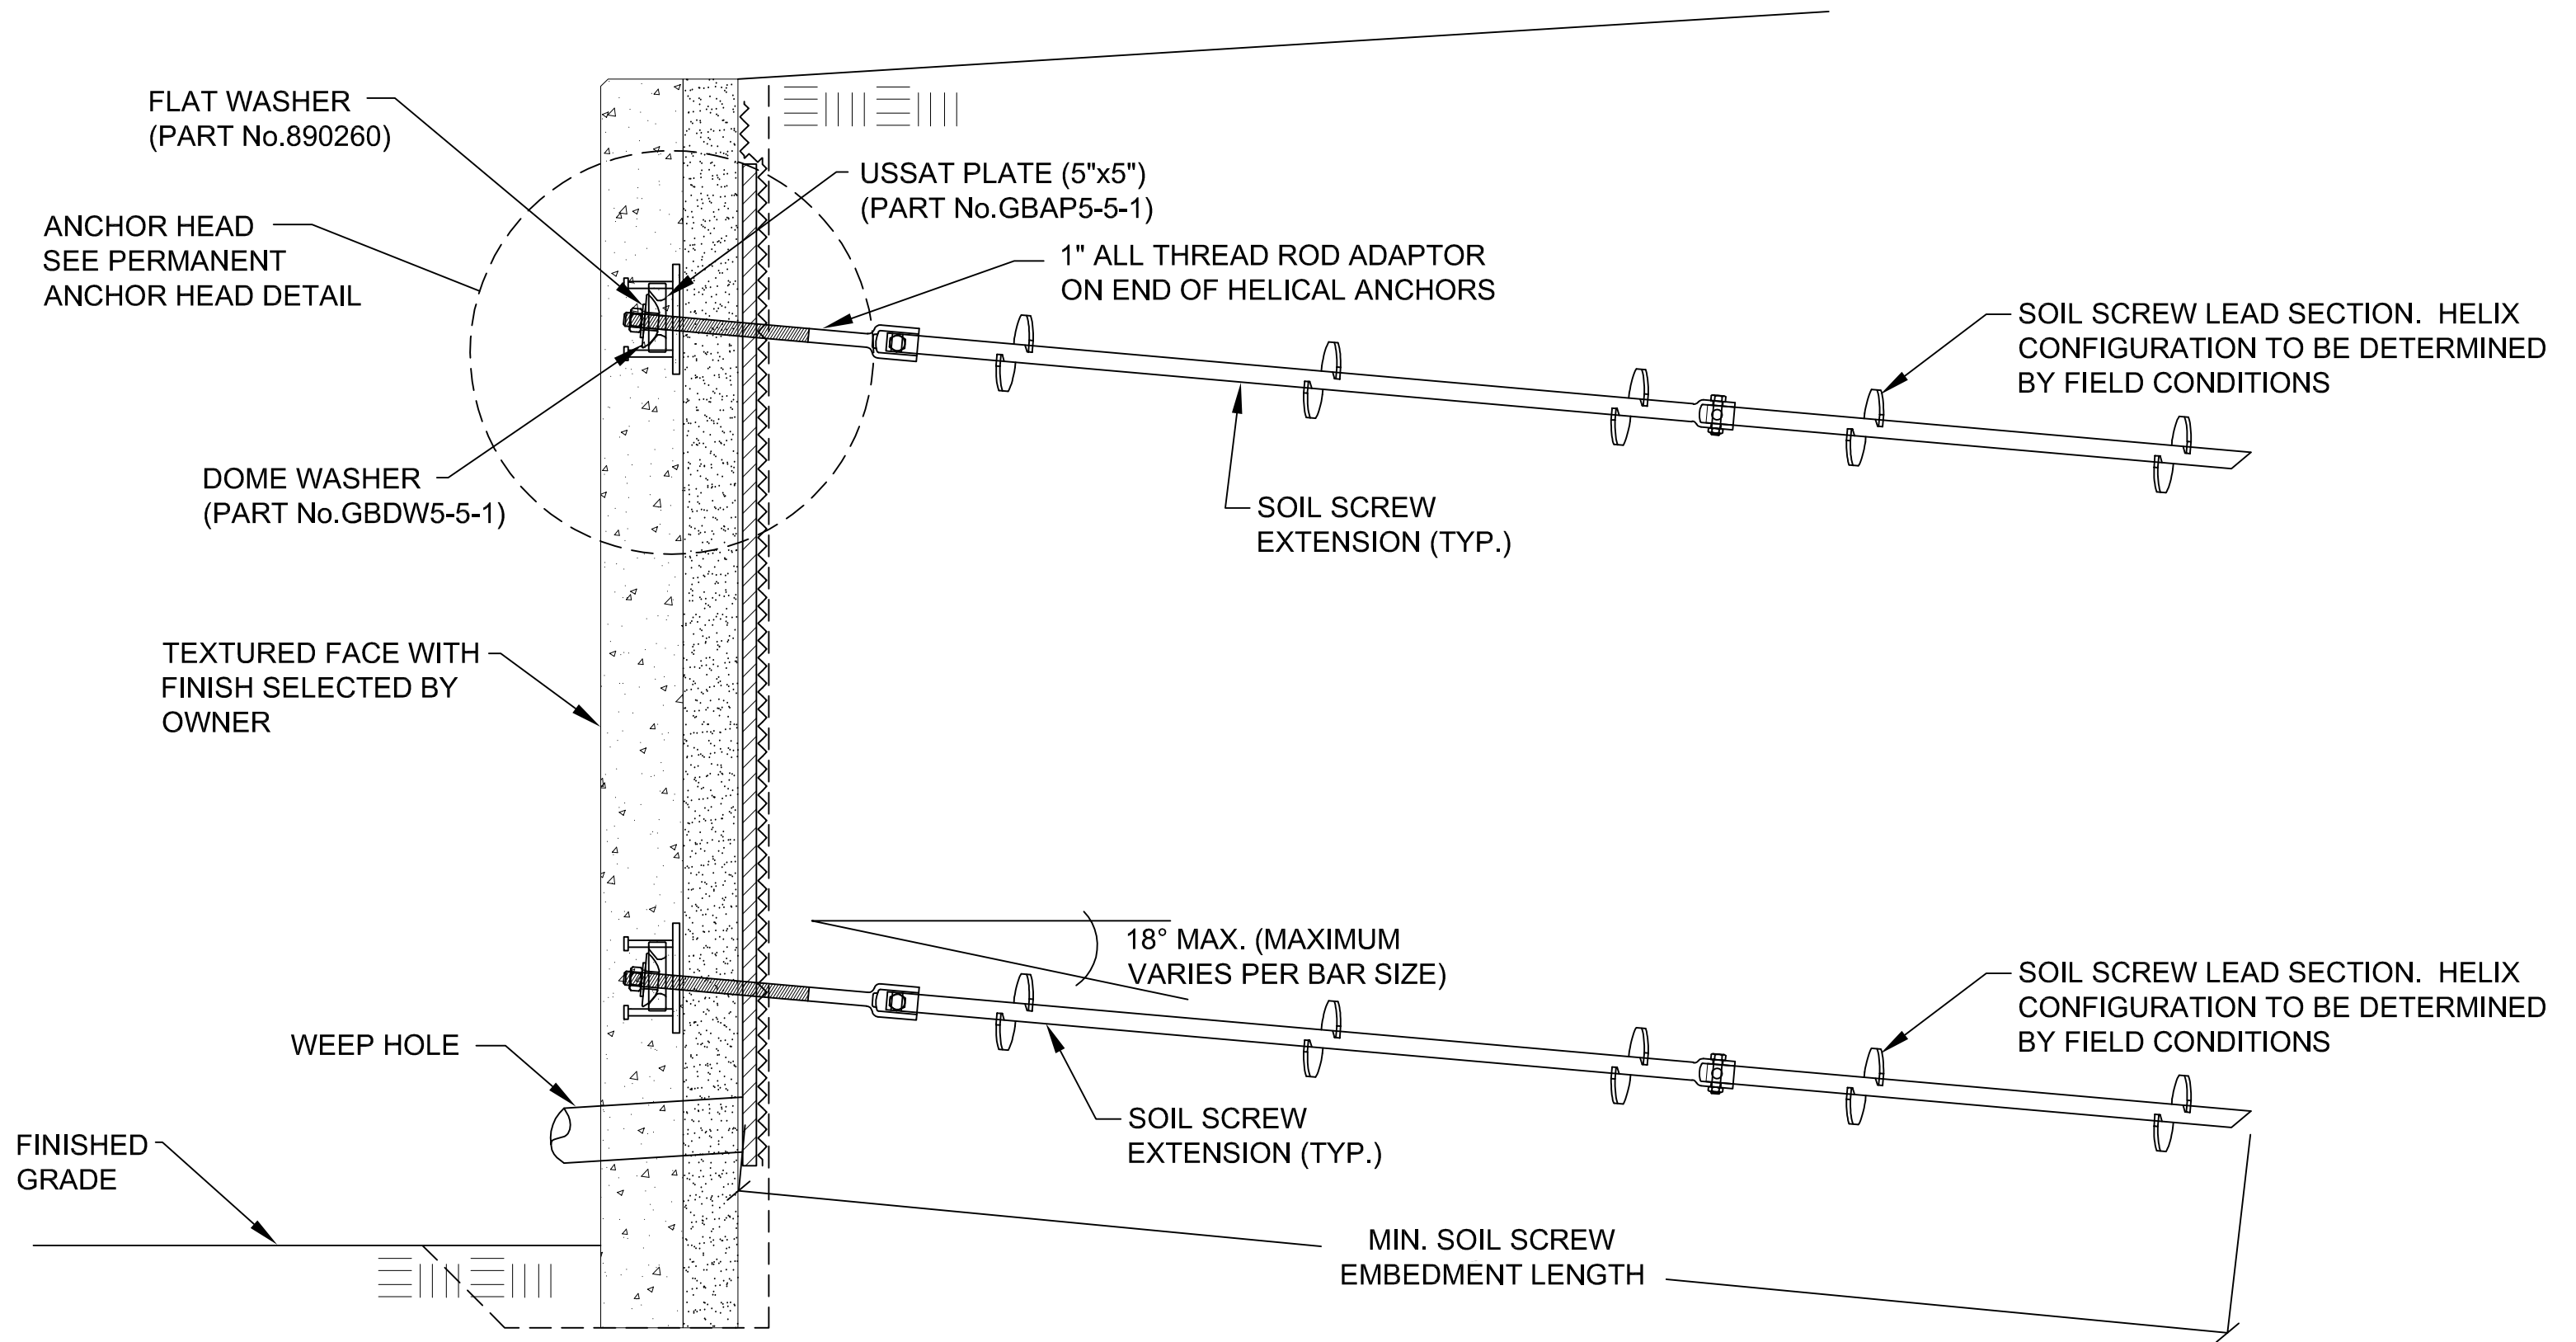 FLAT WASHER
(PART No.890260)
USSAT PLATE (5"x5")
(PART No.GBAP5-5-1)
ANCHOR HEAD
SEE PERMANENT
ANCHOR HEAD DETAIL
1" ALL THREAD ROD ADAPTOR
ON END OF HELICAL ANCHORS
SOIL SCREW LEAD SECTION. HELIX
CONFIGURATION TO BE DETERMINED
BY FIELD CONDITIONS
DOME WASHER
(PART No.GBDW5-5-1)
SOIL SCREW
EXTENSION (TYP.)
TEXTURED FACE WITH
FINISH SELECTED BY
OWNER
18° MAX. (MAXIMUM
VARIES PER BAR SIZE)
SOIL SCREW LEAD SECTION. HELIX
CONFIGURATION TO BE DETERMINED
BY FIELD CONDITIONS
WEEP HOLE
SOIL SCREW
EXTENSION (TYP.)
FINISHED
GRADE
MIN. SOIL SCREW
EMBEDMENT LENGTH